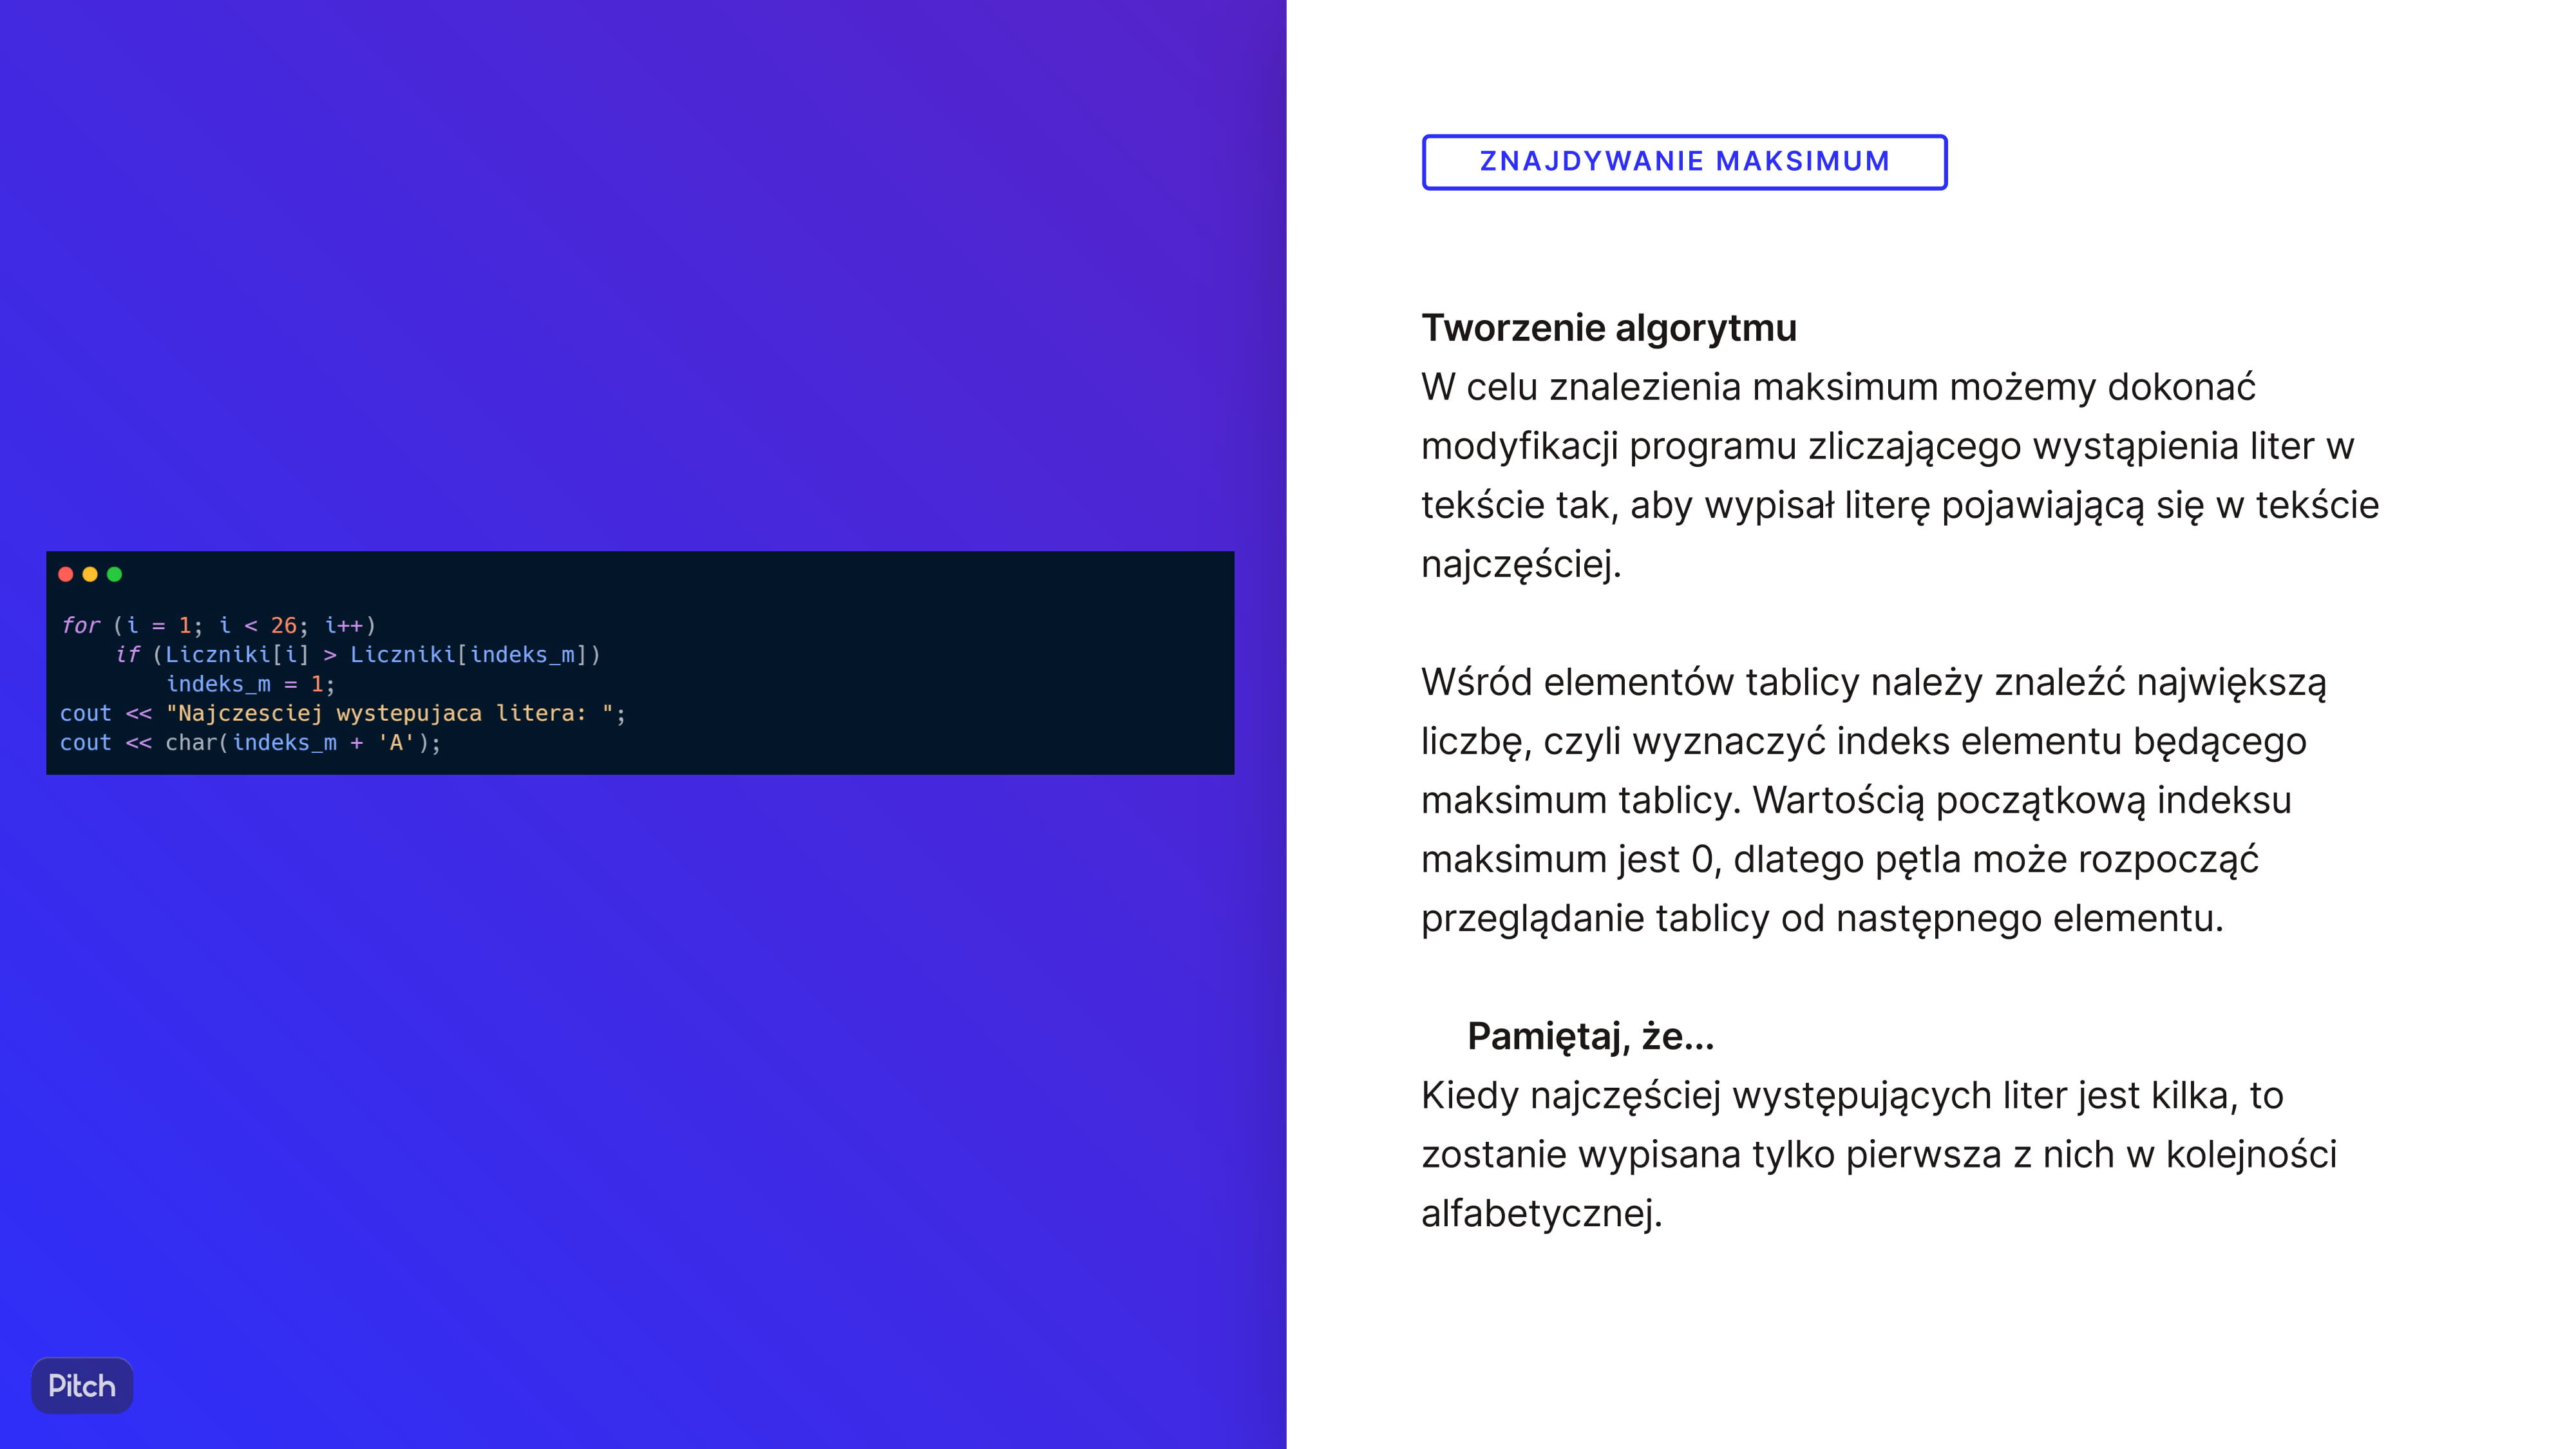 for (i = 1; i < 26; i++)
    if (Liczniki[i] > Liczniki[indeks_m])
        indeks_m = 1;
cout << "Najczesciej wystepujaca litera: ";
cout << char(indeks_m + 'A');
Pitch
ZNAJDYWANIE MAKSIMUM
Tworzenie algorytmu
W celu znalezienia maksimum możemy dokonać
modyfikacji programu zliczającego wystąpienia liter w
tekście tak, aby wypisał literę pojawiającą się w tekście
najczęściej.
Wśród elementów tablicy należy znaleźć największą
liczbę, czyli wyznaczyć indeks elementu będącego
maksimum tablicy. Wartością początkową indeksu
maksimum jest 0, dlatego pętla może rozpocząć
przeglądanie tablicy od następnego elementu.
Pamiętaj, że...
Kiedy najczęściej występujących liter jest kilka, to
zostanie wypisana tylko pierwsza z nich w kolejności
alfabetycznej.